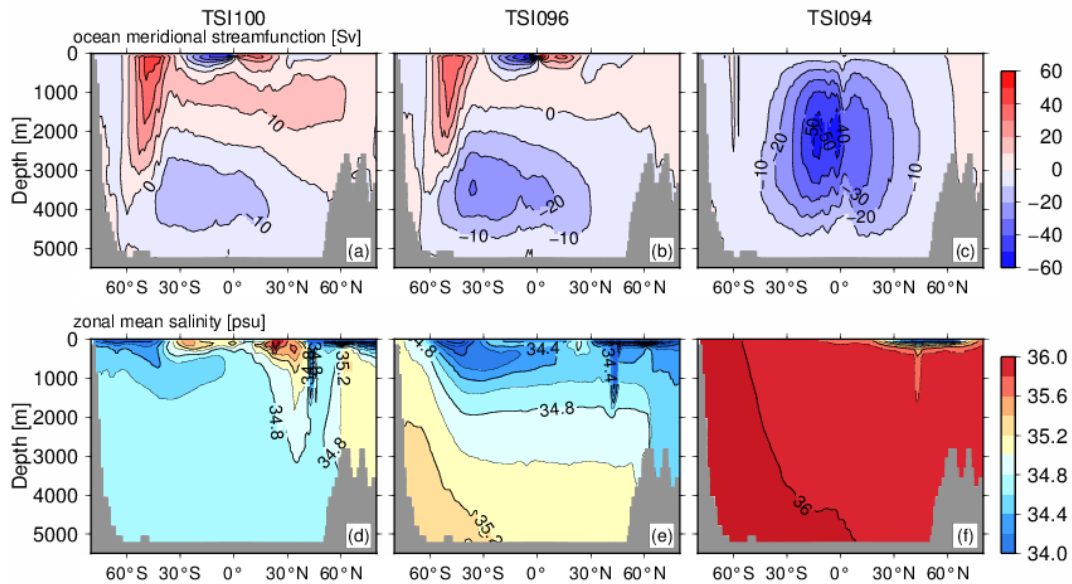 TSI100 TSI096 TSI094
ocean meridional streamfunction [Sv]
0 1000 2000 3000 4000 5000
Depth [m]
10 0 −10 (a)
0 −20 −10 −10 (b)
−50 −50 −40 −20 −10 −10 −30 −20 (c)
60 40 20 0 −20 −40 −60
60°S 30°S 0° 30°N 60°N 60°S 30°S 0° 30°N 60°N 60°S 30°S 0° 30°N 60°N
zonal mean salinity [psu]
0 1000 2000 3000 4000 5000
Depth [m]
34.8 34.8 35.2 34.8 (d)
34.8 34.4 34.4 34.8 (e)
36 (f)
36.0 35.6 35.2 34.8 34.4 34.0
60°S 30°S 0° 30°N 60°N 60°S 30°S 0° 30°N 60°N 60°S 30°S 0° 30°N 60°N